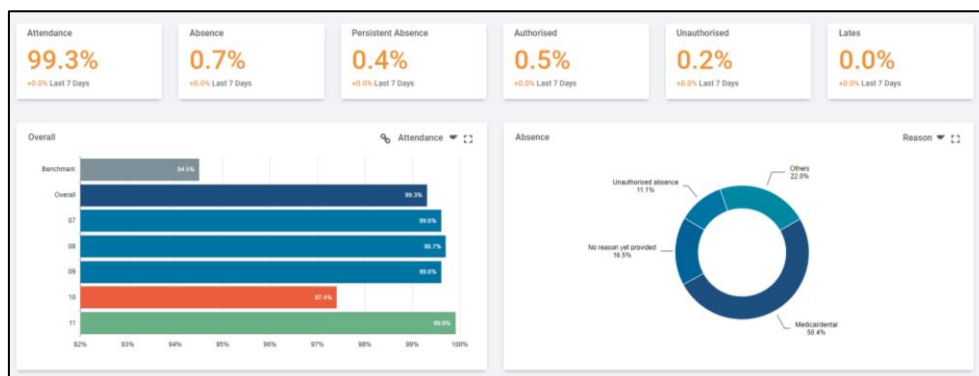 Attendance
99.3%
+0.0% Last 7 Days
Absence
0.7%
+0.0% Last 7 Days
Persistent Absence
0.4%
+0.0% Last 7 Days
Authorised
0.5%
+0.0% Last 7 Days
Unauthorised
0.2%
+0.0% Last 7 Days
Lates
0.0%
+0.0% Last 7 Days
Overall
Attendance
Benchmark
94.5%
Overall
99.3%
07
99.6%
08
99.7%
09
99.6%
10
97.4%
11
99.9%
92% 93% 94% 95% 96% 97% 98% 99% 100%
Absence
Reason
Others
22.0%
Unauthorised absence
11.1%
No reason yet provided
16.5%
Medical/dental
50.4%